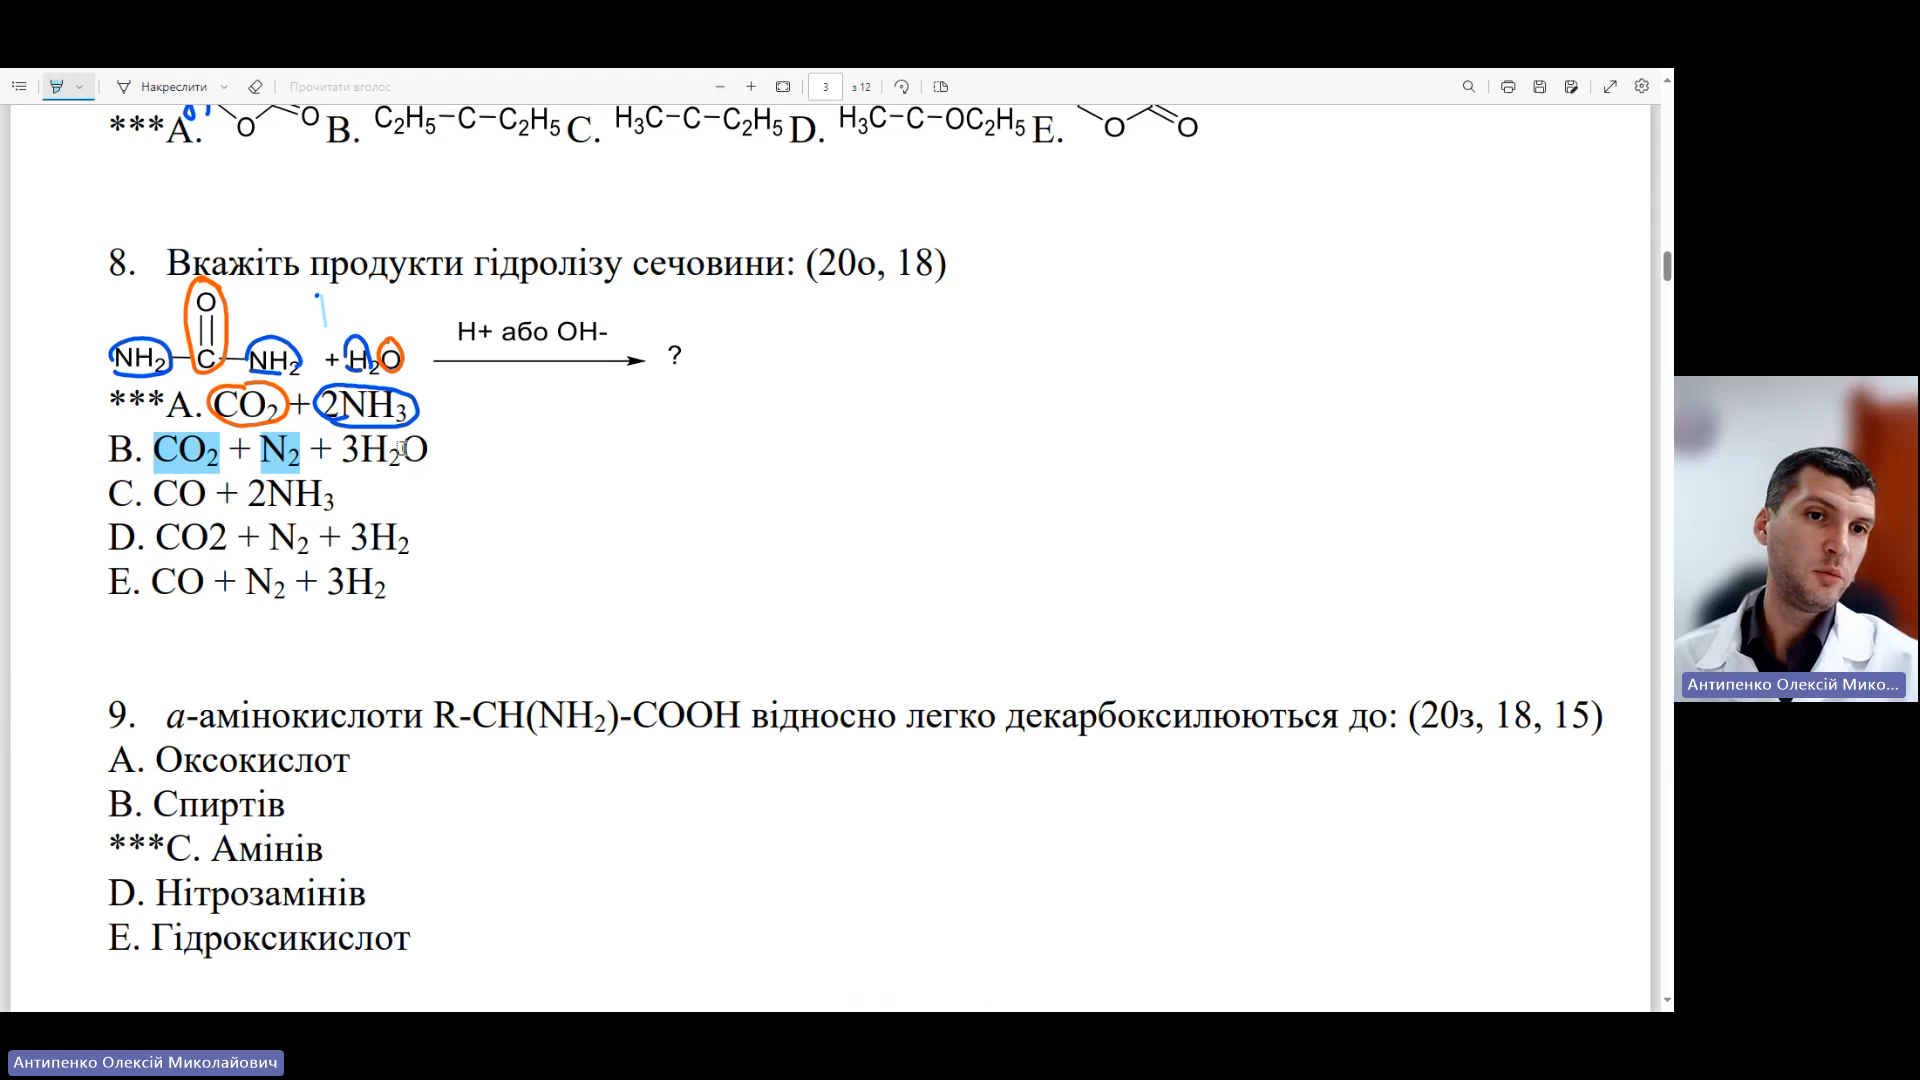 Накреслити
Прочитати вголос
3 з 12
***A. O O B. C2H5-C-C2H5 C. H3C-C-C2H5 D. H3C-C-OC2H5 E. O O
8. Вкажіть продукти гідролізу сечовини: (20о, 18)
O
H+ або OH-
NH2 C NH2 + H2O ?
***A. CO2 + 2NH3
B. CO2 + N2 + 3H2O
C. CO + 2NH3
D. CO2 + N2 + 3H2
E. CO + N2 + 3H2
9. а-амінокислоти R-CH(NH2)-COOH відносно легко декарбоксилюються до: (20з, 18, 15)
A. Оксокислот
B. Спиртів
***C. Амінів
D. Нітрозамінів
E. Гідроксикислот
Антипенко Олексій Мико...
Антипенко Олексій Миколайович